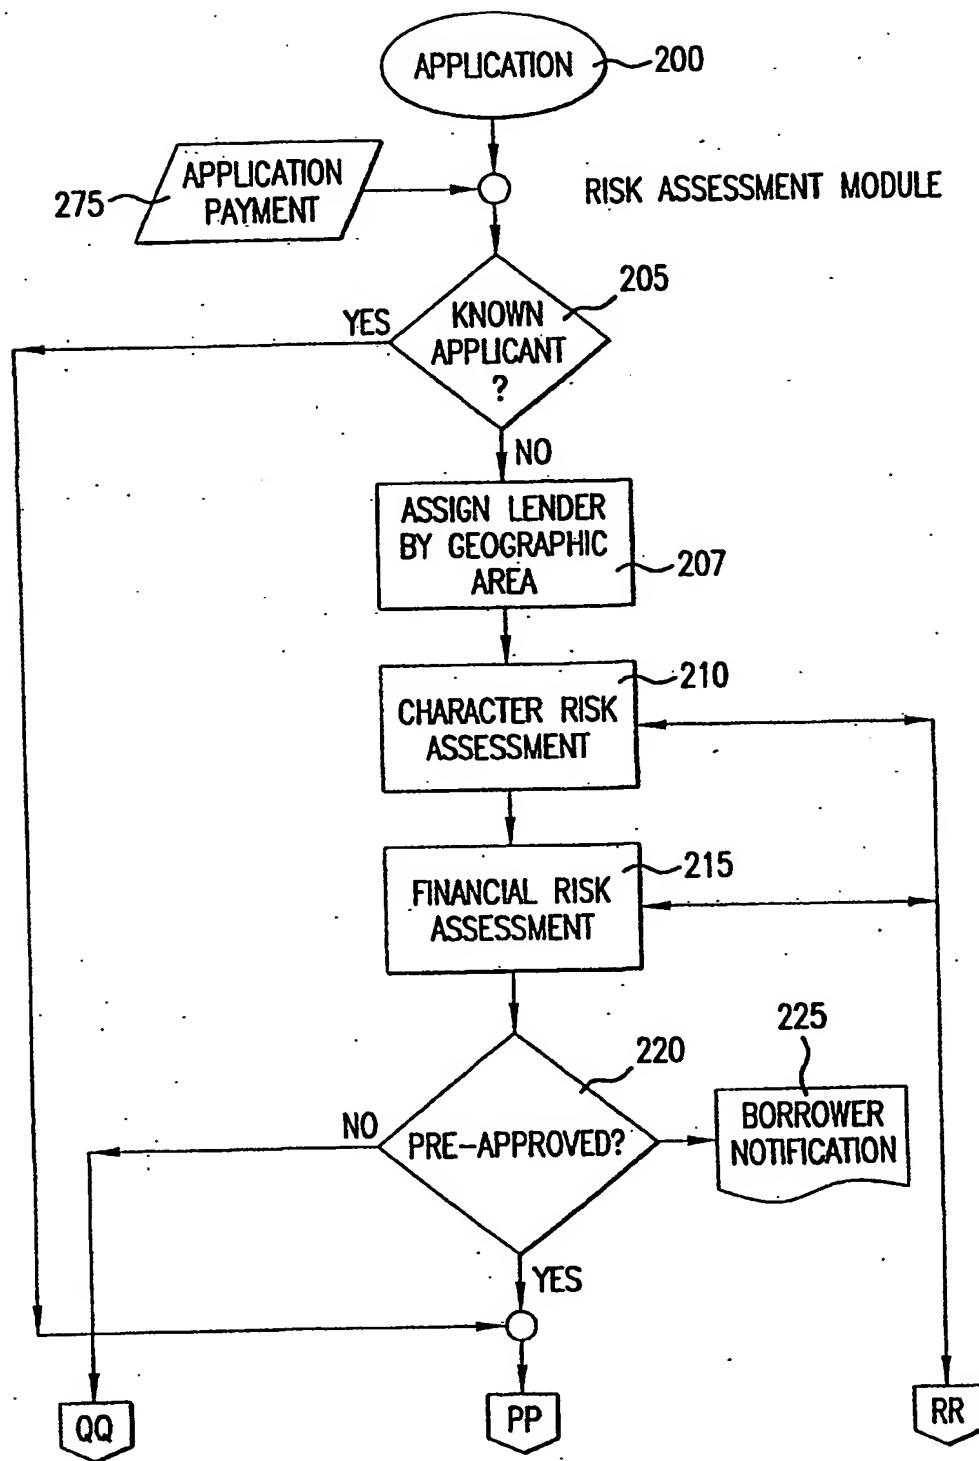 APPLICATION
200
APPLICATION
PAYMENT
275
RISK ASSESSMENT MODULE
205
KNOWN
APPLICANT
?
YES
NO
ASSIGN LENDER
BY GEOGRAPHIC
AREA
207
210
CHARACTER RISK
ASSESSMENT
215
FINANCIAL RISK
ASSESSMENT
220
225
NO
PRE-APPROVED?
BORROWER
NOTIFICATION
YES
QQ
PP
RR